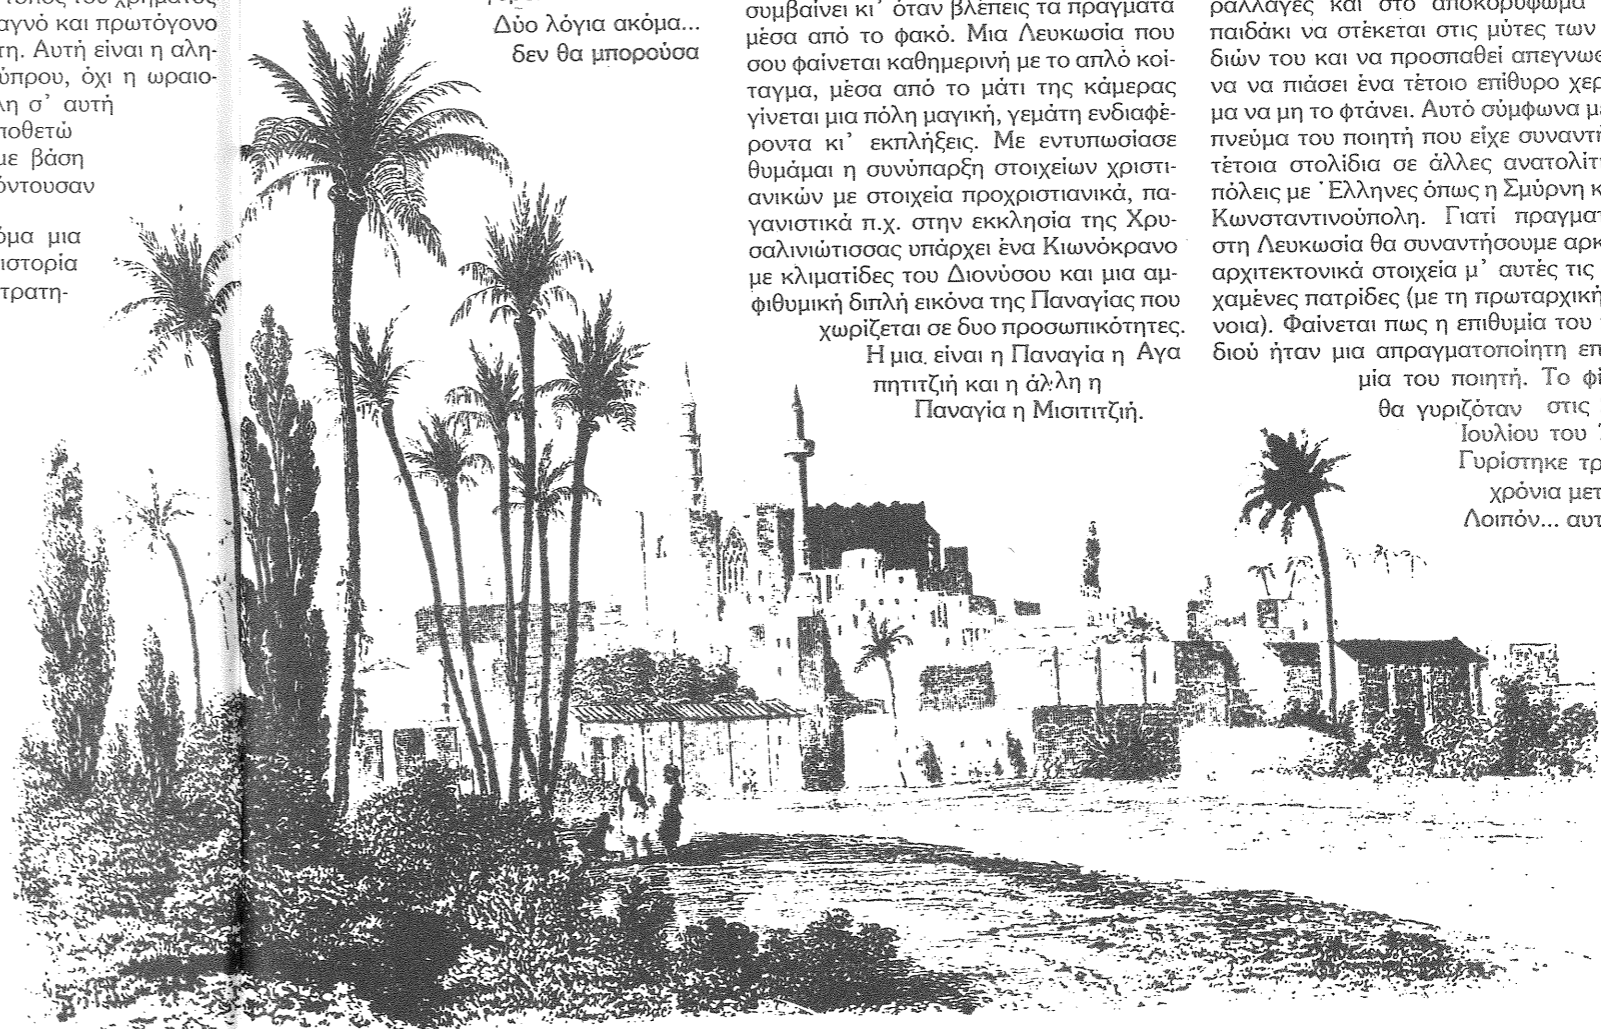 αγνό και πρωτόγονο
τη. Αυτή είναι η αλη-
ύπρου, όχι η ωραιο-
λη σ' αυτή
ποθετώ
με βάση
όντουσαν
όμα μια
ιστορία
τρατη-
Δύο λόγια ακόμα...
δεν θα μπορούσα
συμβαίνει κι' όταν βλέπεις τα πράγματα
μέσα από το φακό. Μια Λευκωσία που
σου φαίνεται καθημερινή με το απλό κοί-
ταγμα, μέσα από το μάτι της κάμερας
γίνεται μια πόλη μαγική, γεμάτη ενδιαφέ-
ροντα κι' εκπλήξεις. Με εντυπωσίασε
θυμάμαι η συνύπαρξη στοιχείων χριστι-
ανικών με στοιχεία προχριστιανικά, πα-
γανιστικά π.χ. στην εκκλησία της Χρυ-
σαλινιώτισσας υπάρχει ένα Κιωνόκρανο
με κλιματίδες του Διονύσου και μια αμ-
φιθυμική διπλή εικόνα της Παναγίας που
χωρίζεται σε δυο προσωπικότητες.
Η μια είναι η Παναγία η Αγα
πητιτζιή και η άλλη η
Παναγία η Μισιτιτζιή.
ραλλαγές και στο αποκορύφωμα
παιδάκι να στέκεται στις μύτες των
διών του και να προσπαθεί απεγνωσ
να να πιάσει ένα τέτοιο επίθυρο χερ
μα να μη το φτάνει. Αυτό σύμφωνα με
πνεύμα του ποιητή που είχε συναντή
τέτοια στολίδια σε άλλες ανατολίτ
πόλεις με Έλληνες όπως η Σμύρνη κ
Κωνσταντινούπολη. Γιατί πραγματ
στη Λευκωσία θα συναντήσουμε αρκ
αρχιτεκτονικά στοιχεία μ' αυτές τις
χαμένες πατρίδες (με τη πρωταρχική
νοια). Φαίνεται πως η επιθυμία του
διού ήταν μια απραγματοποίητη επ
μία του ποιητή. Το φί
θα γυριζόταν στις
Ιουλίου του
Γυρίστηκε τρ
χρόνια μετ
Λοιπόν... αυτ